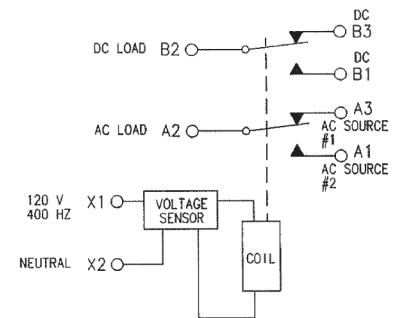 DC
B3
DC LOAD B2
DC
B1
A3
AC LOAD A2
AC SOURCE
#1
A1
AC SOURCE
#2
120 V
400 HZ
X1
VOLTAGE
SENSOR
NEUTRAL X2
COIL